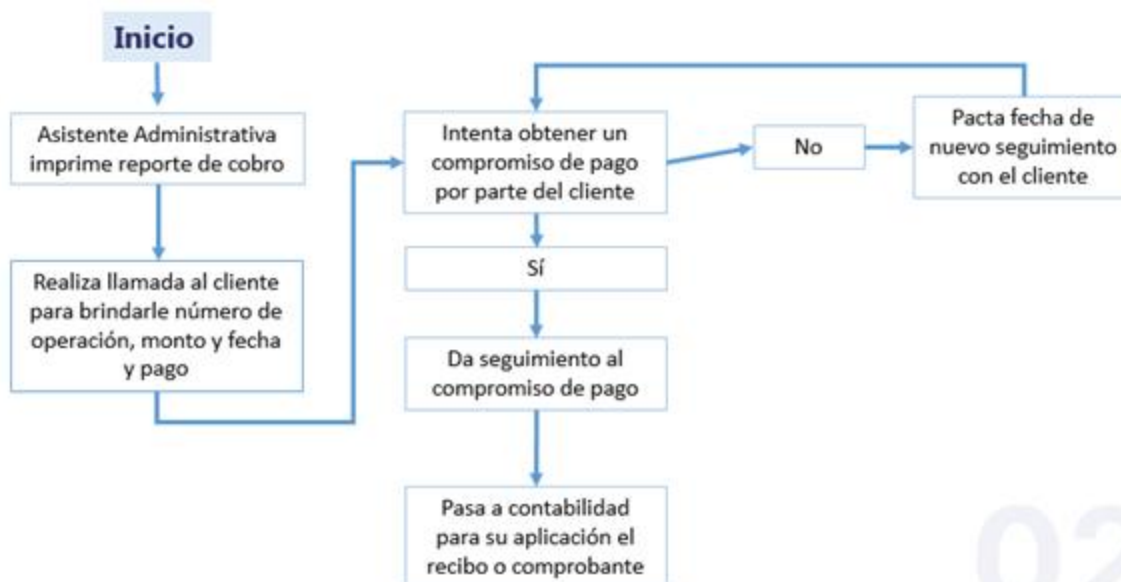 Inicio
Asistente Administrativa
imprime reporte de cobro
Realiza llamada al cliente
para brindarle número de
operación, monto y fecha
y pago
Intenta obtener un
compromiso de pago
por parte del cliente
No
Pacta fecha de
nuevo seguimiento
con el cliente
Sí
Da seguimiento al
compromiso de pago
Pasa a contabilidad
para su aplicación el
recibo o comprobante
02